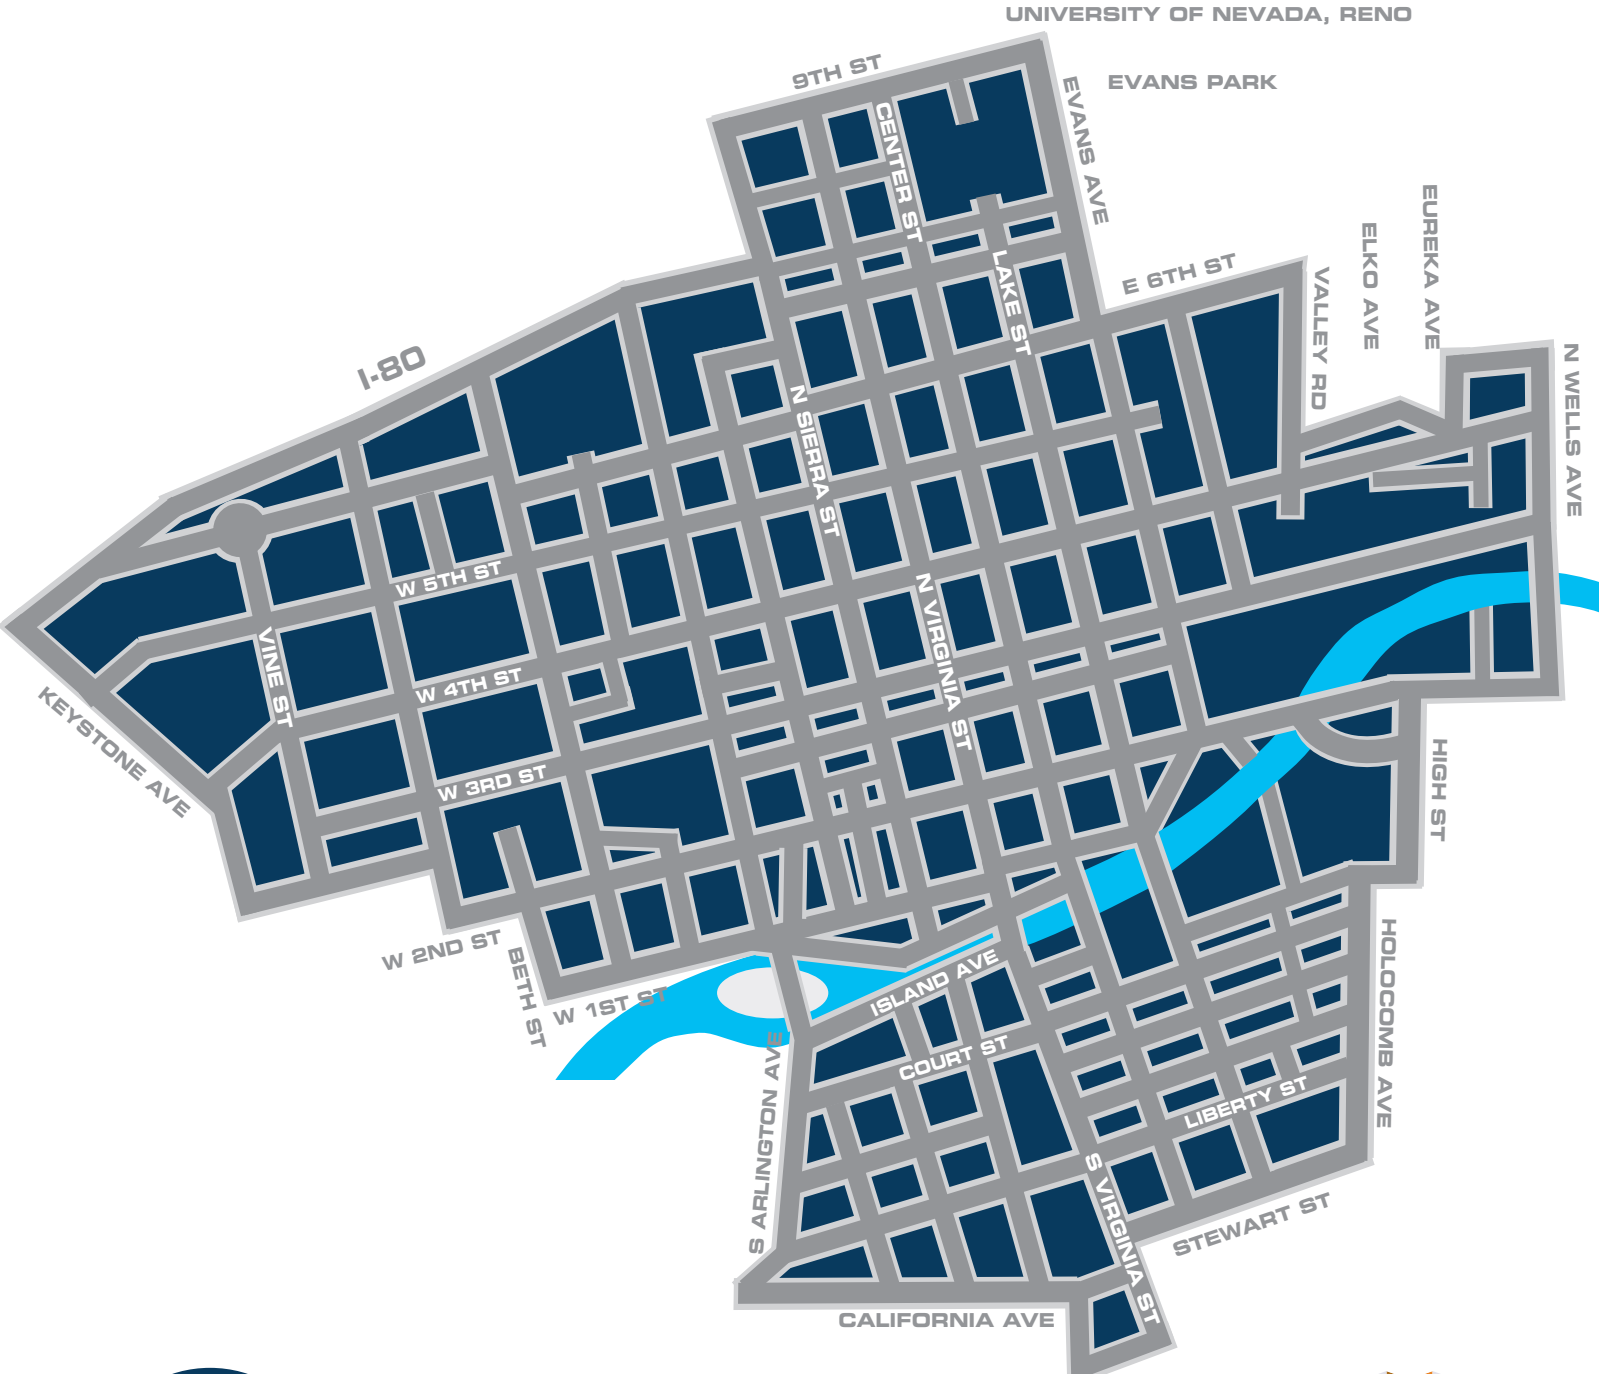 UNIVERSITY OF NEVADA, RENO
9TH ST
EVANS PARK
EVANS AVE
CENTER ST
EUREKA AVE
ELKO AVE
E 6TH ST
LAKE ST
VALLEY RD
I-80
N WELLS AVE
N SIERRA ST
W 5TH ST
N VIRGINIA ST
VINE ST
W 4TH ST
KEYSTONE AVE
W 3RD ST
HIGH ST
W 2ND ST
BETH ST
ISLAND AVE
HOLOCOMB AVE
W 1ST ST
COURT ST
S ARLINGTON AVE
LIBERTY ST
S VIRGINIA ST
STEWART ST
CALIFORNIA AVE